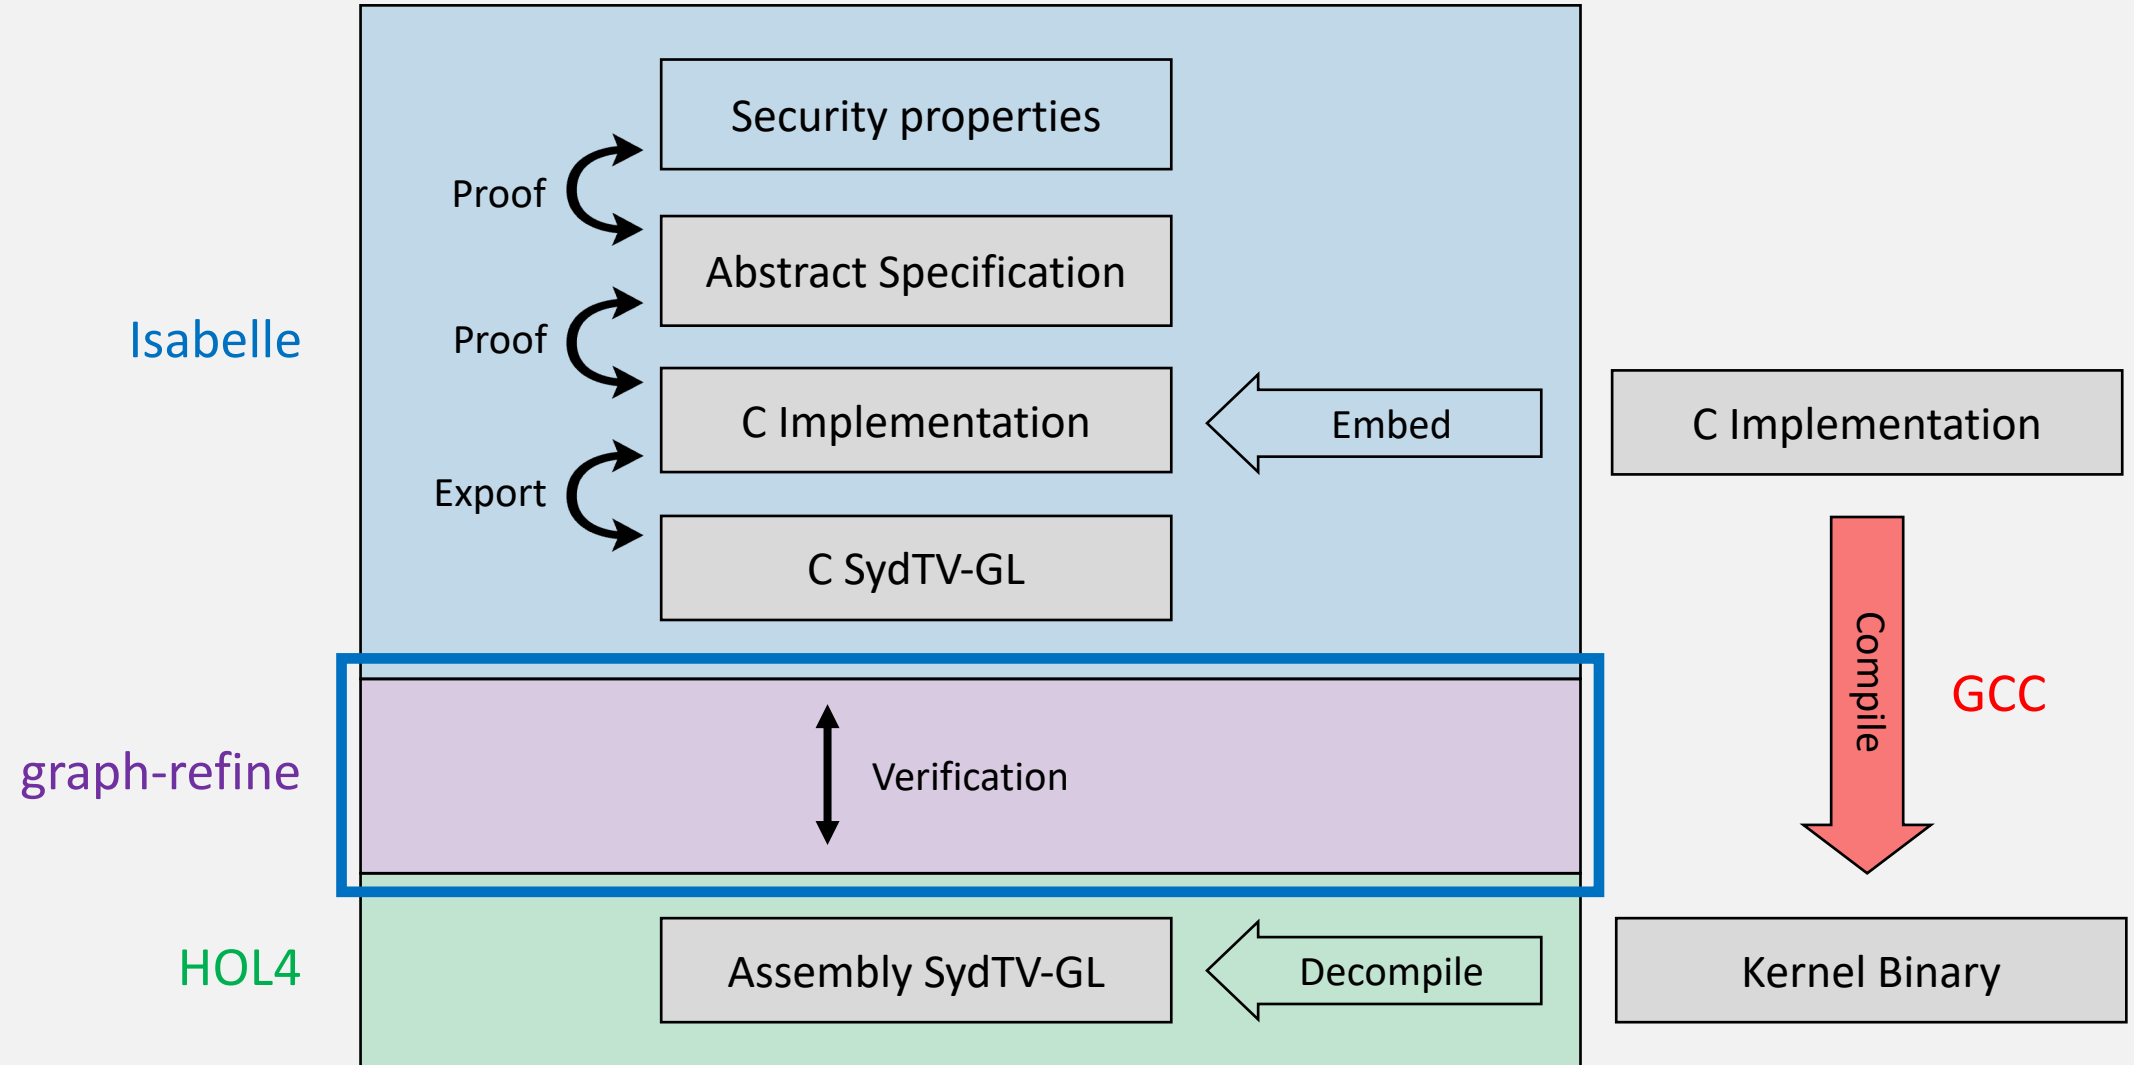 Security properties
Proof
Abstract Specification
Isabelle
Proof
C Implementation
Embed
C Implementation
Export
C SydTV-GL
Compile
GCC
graph-refine
Verification
HOL4
Assembly SydTV-GL
Decompile
Kernel Binary